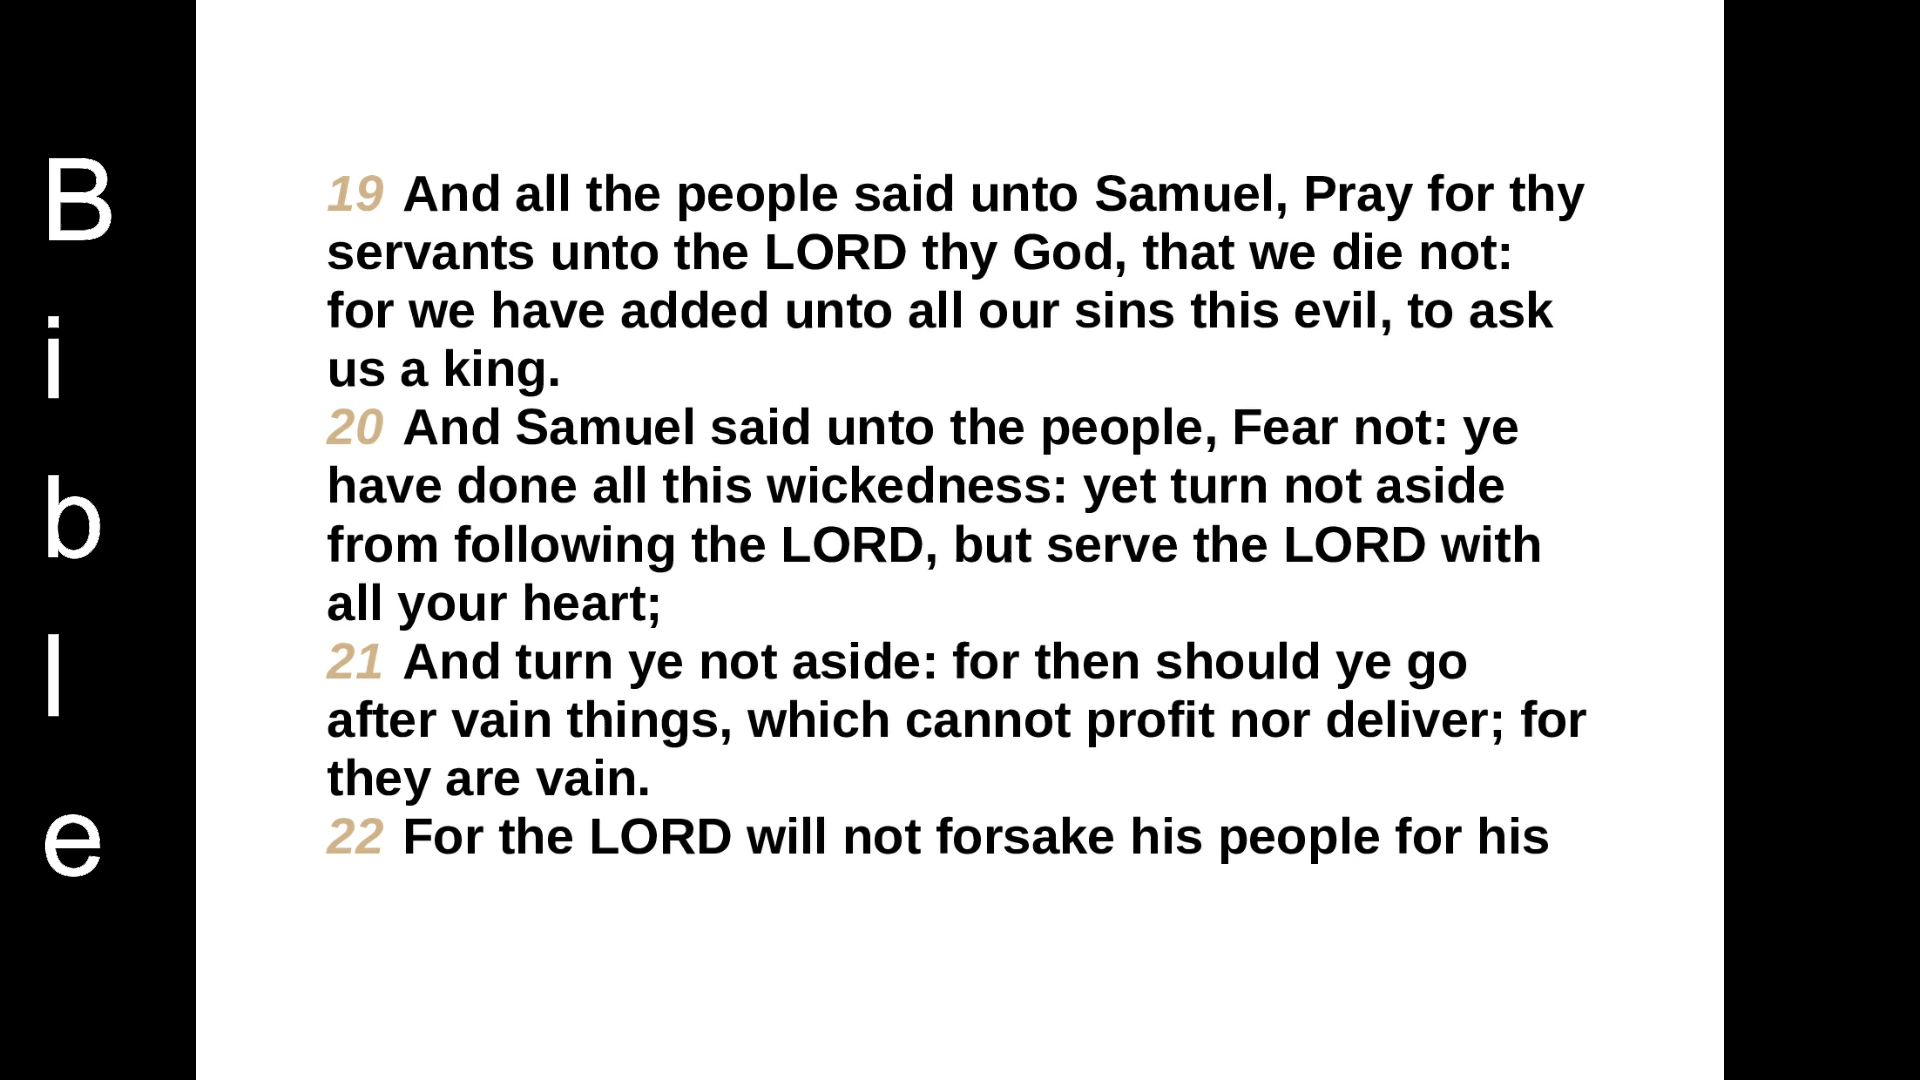 B
i
b
l
e
19 And all the people said unto Samuel, Pray for thy
servants unto the LORD thy God, that we die not:
for we have added unto all our sins this evil, to ask
us a king.
20 And Samuel said unto the people, Fear not: ye
have done all this wickedness: yet turn not aside
from following the LORD, but serve the LORD with
all your heart;
21 And turn ye not aside: for then should ye go
after vain things, which cannot profit nor deliver; for
they are vain.
22 For the LORD will not forsake his people for his